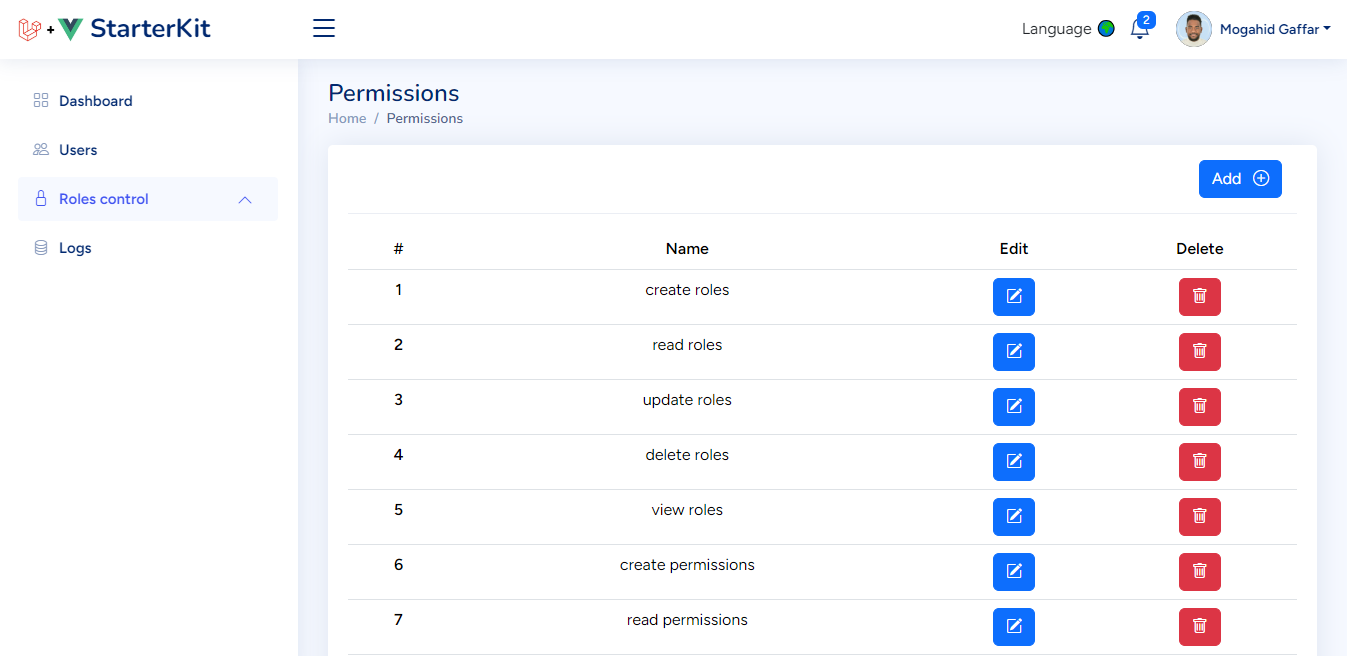 + StarterKit
Language 2 Mogahid Gaffar
Dashboard
Users
Roles control
Logs
Permissions
Home / Permissions
Add
# Name Edit Delete
1 create roles
2 read roles
3 update roles
4 delete roles
5 view roles
6 create permissions
7 read permissions